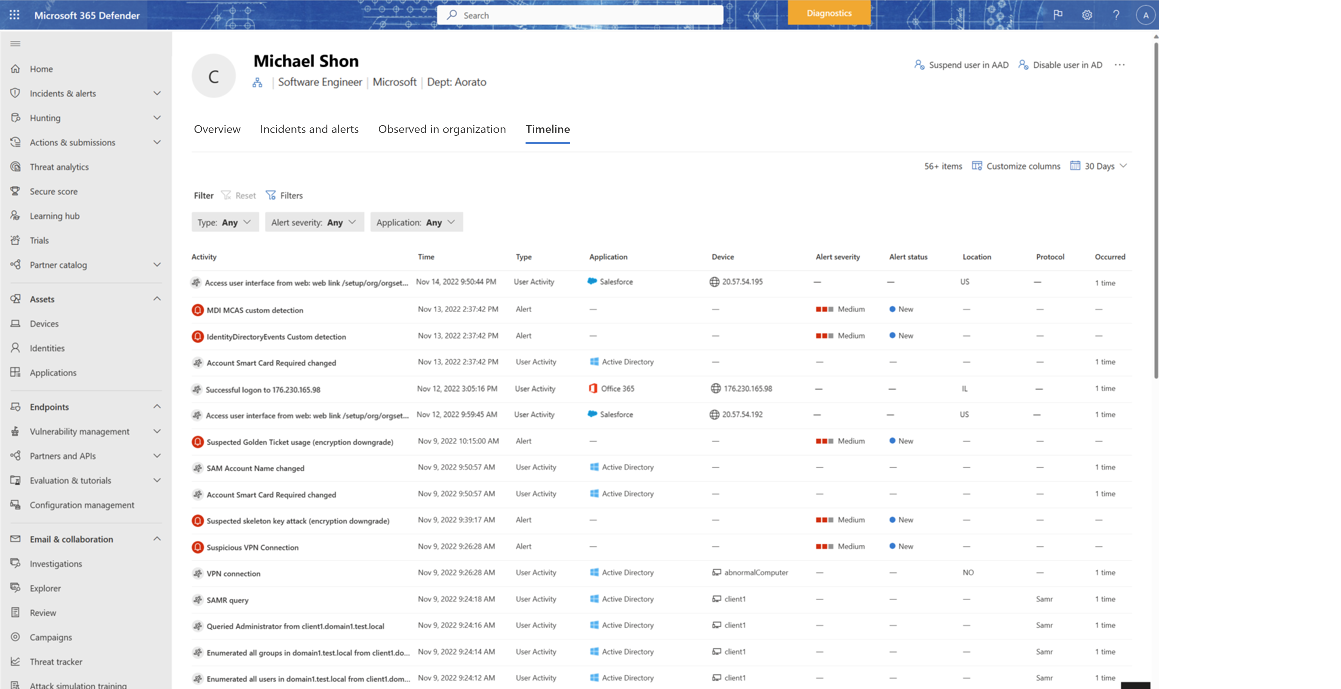 Microsoft 365 Defender
Search
Diagnostics
?
A
Home
Incidents & alerts
Hunting
Actions & submissions
Threat analytics
Secure score
Learning hub
Trials
Partner catalog
Assets
Devices
Identities
Applications
Endpoints
Vulnerability management
Partners and APIs
Evaluation & tutorials
Configuration management
Email & collaboration
Investigations
Explorer
Review
Campaigns
Threat tracker
Attack simulation training
C
Michael Shon
Software Engineer | Microsoft | Dept: Aorato
Suspend user in AAD Disable user in AD ...
Overview Incidents and alerts Observed in organization Timeline
56+ items Customize columns 30 Days
Filter Reset Filters
Type: Any Alert severity: Any Application: Any
Activity Time Type Application Device Alert severity Alert status Location Protocol Occurred
Access user interface from web: web link /setup/org/orgset... Nov 14, 2022 9:50:44 PM User Activity Salesforce 20.57.54.195 — — US — 1 time
MDI MCAS custom detection Nov 13, 2022 2:37:42 PM Alert — — Medium New — — —
IdentityDirectoryEvents Custom detection Nov 13, 2022 2:37:42 PM Alert — — Medium New — — —
Account Smart Card Required changed Nov 13, 2022 2:37:42 PM User Activity Active Directory — — — — — 1 time
Successful logon to 176.230.165.98 Nov 12, 2022 3:05:16 PM User Activity Office 365 176.230.165.98 — — IL — 1 time
Access user interface from web: web link /setup/org/orgset... Nov 12, 2022 9:59:45 AM User Activity Salesforce 20.57.54.192 — — US — 1 time
Suspected Golden Ticket usage (encryption downgrade) Nov 9, 2022 10:15:00 AM Alert — — Medium New — — —
SAM Account Name changed Nov 9, 2022 9:50:57 AM User Activity Active Directory — — — — — 1 time
Account Smart Card Required changed Nov 9, 2022 9:50:57 AM User Activity Active Directory — — — — — 1 time
Suspected skeleton key attack (encryption downgrade) Nov 9, 2022 9:39:17 AM Alert — — Medium New — — —
Suspicious VPN Connection Nov 9, 2022 9:26:28 AM Alert — — Medium New — — —
VPN connection Nov 9, 2022 9:26:28 AM User Activity Active Directory abnormalComputer — — NO — 1 time
SAMR query Nov 9, 2022 9:24:18 AM User Activity Active Directory client1 — — — Samr 1 time
Queried Administrator from client1.domain1.test.local Nov 9, 2022 9:24:16 AM User Activity Active Directory client1 — — — Samr 1 time
Enumerated all groups in domain1.test.local from client1.do... Nov 9, 2022 9:24:14 AM User Activity Active Directory client1 — — — Samr 1 time
Enumerated all users in domain1.test.local from client1.dom... Nov 9, 2022 9:24:12 AM User Activity Active Directory client1 — — — Samr 1 time